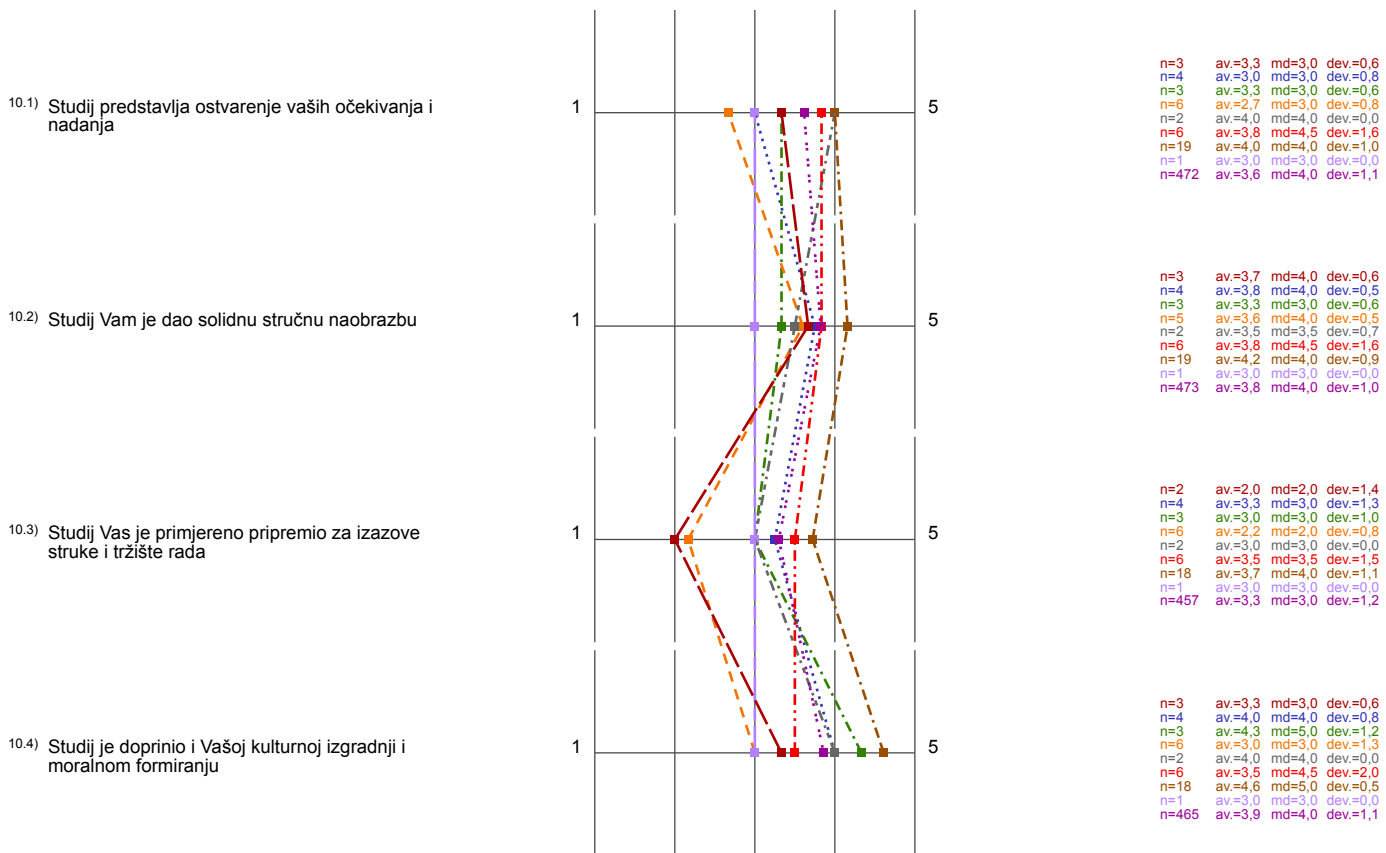 10.1) Studij predstavlja ostvarenje vaših očekivanja i
nadanja
1
5
n=3 av.=3,3 md=3,0 dev.=0,6
n=4 av.=3,0 md=3,0 dev.=0,8
n=3 av.=3,3 md=3,0 dev.=0,6
n=6 av.=2,7 md=3,0 dev.=0,8
n=2 av.=4,0 md=4,0 dev.=0,0
n=6 av.=3,8 md=4,5 dev.=1,6
n=19 av.=4,0 md=4,0 dev.=1,0
n=1 av.=3,0 md=3,0 dev.=0,0
n=472 av.=3,6 md=4,0 dev.=1,1
10.2) Studij Vam je dao solidnu stručnu naobrazbu
1
5
n=3 av.=3,7 md=4,0 dev.=0,6
n=4 av.=3,8 md=4,0 dev.=0,5
n=3 av.=3,3 md=3,0 dev.=0,6
n=5 av.=3,6 md=4,0 dev.=0,5
n=2 av.=3,5 md=3,5 dev.=0,7
n=6 av.=3,8 md=4,5 dev.=1,6
n=19 av.=4,2 md=4,0 dev.=0,9
n=1 av.=3,0 md=3,0 dev.=0,0
n=473 av.=3,8 md=4,0 dev.=1,0
10.3) Studij Vas je primjereno pripremio za izazove
struke i tržište rada
1
5
n=2 av.=2,0 md=2,0 dev.=1,4
n=4 av.=3,3 md=3,0 dev.=1,3
n=3 av.=3,0 md=3,0 dev.=1,0
n=6 av.=2,2 md=2,0 dev.=0,8
n=2 av.=3,0 md=3,0 dev.=0,0
n=6 av.=3,5 md=3,5 dev.=1,5
n=18 av.=3,7 md=4,0 dev.=1,1
n=1 av.=3,0 md=3,0 dev.=0,0
n=457 av.=3,3 md=3,0 dev.=1,2
10.4) Studij je doprinio i Vašoj kulturnoj izgradnji i
moralnom formiranju
1
5
n=3 av.=3,3 md=3,0 dev.=0,6
n=4 av.=4,0 md=4,0 dev.=0,8
n=3 av.=4,3 md=5,0 dev.=1,2
n=6 av.=3,0 md=3,0 dev.=1,3
n=2 av.=4,0 md=4,0 dev.=0,0
n=6 av.=3,5 md=4,5 dev.=2,0
n=18 av.=4,6 md=5,0 dev.=0,5
n=1 av.=3,0 md=3,0 dev.=0,0
n=465 av.=3,9 md=4,0 dev.=1,1